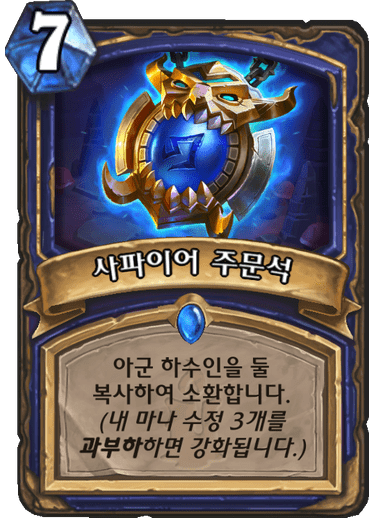 7
사파이어 주문석
아군 하수인을 둘
복사하여 소환합니다.
(내 마나 수정 3개를
과부하하면 강화됩니다.)